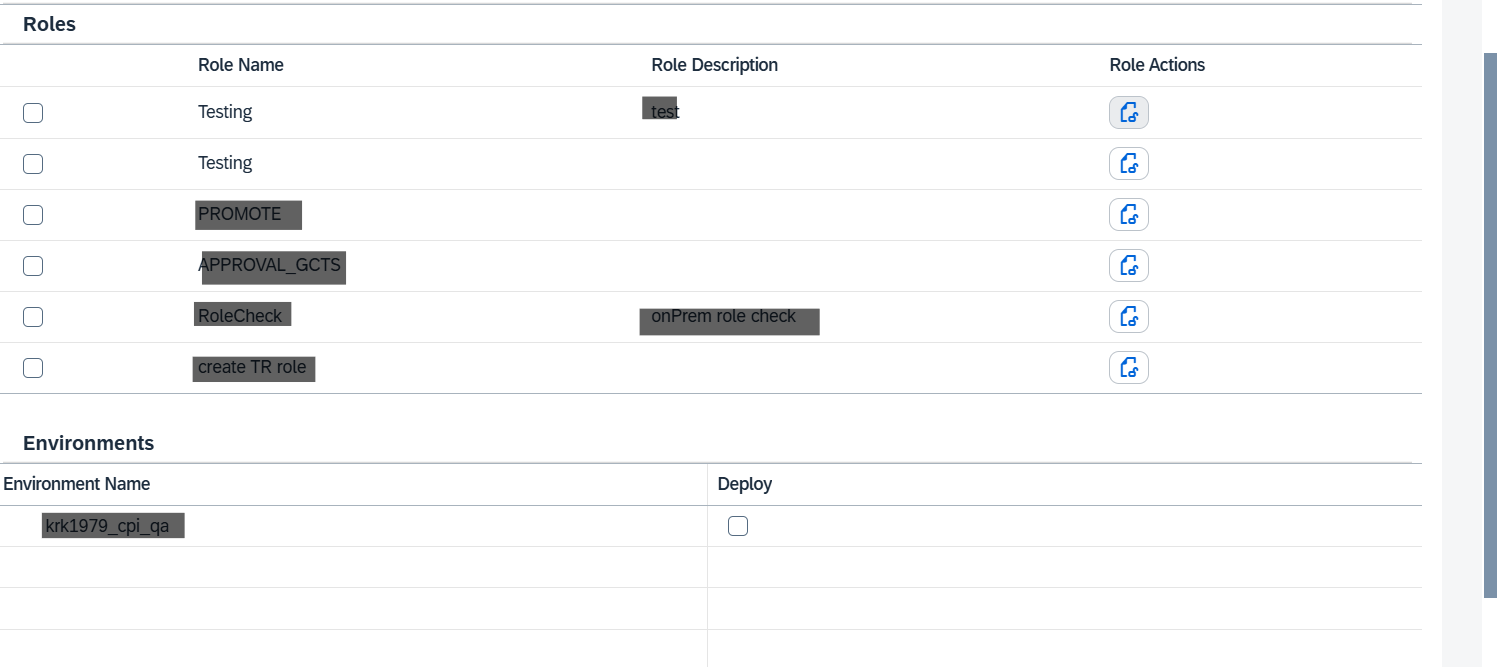 Roles
Role Name Role Description Role Actions
Testing test
Testing
PROMOTE
APPROVAL_GCTS
RoleCheck onPrem role check
create TR role
Environments
Environment Name Deploy
krk1979_cpi_qa